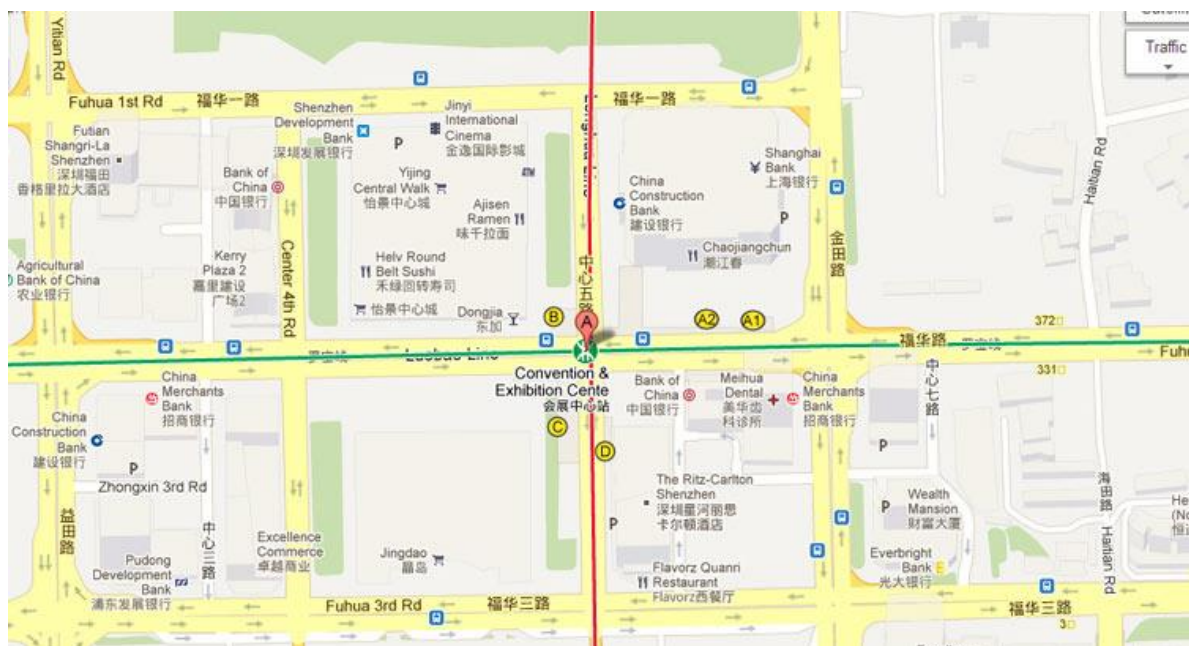 Traffic
Yitian Rd
Fuhua 1st Rd
福华一路
福华一路
Futian
Shangri-La
Shenzhen
深圳福田
香格里拉大酒店
Shenzhen
Development
Bank
深圳发展银行
P
Jinyi
International
Cinema
金逸国际影城
Bank of
China
中国银行
Yijing
Central Walk
怡景中心城
ATM
Ajisen
Ramen
味千拉面
China
Construction
Bank
建设银行
¥
Shanghai
Bank
上海银行
P
Haitian Rd
Chaojiangchun
潮江春
金田路
Agricultural
Bank of China
农业银行
Kerry
Plaza 2
嘉里建设
广场2
Center 4th Rd
Helv Round
Belt Sushi
禾绿回转寿司
怡景中心城
Dongjia
东加
中心五路
B
A
A2
A1
372
福华路
Luobao Line
罗宝线
Fuhu
Convention &
Exhibition Cente
会展中心站
331
China
Merchants
Bank
招商银行
China
Construction
Bank
建设银行
P
Zhongxin 3rd Rd
C
D
Bank of
China
中国银行
Meihua
Dental
美华齿
科诊所
China
Merchants
Bank
招商银行
中心七路
P
益田路
中心三路
Excellence
Commerce
卓越商业
Jingdao
晶岛
The Ritz-Carlton
Shenzhen
深圳星河丽思
卡尔顿酒店
P
P
Wealth
Mansion
财富大厦
海田路
Haitian Rd
He
(No
恒
Pudong
Development
Bank
浦东发展银行
Flavorz Quanri
Restaurant
Flavorz西餐厅
Everbright
Bank
光大银行
Fuhua 3rd Rd
福华三路
福华三路
3